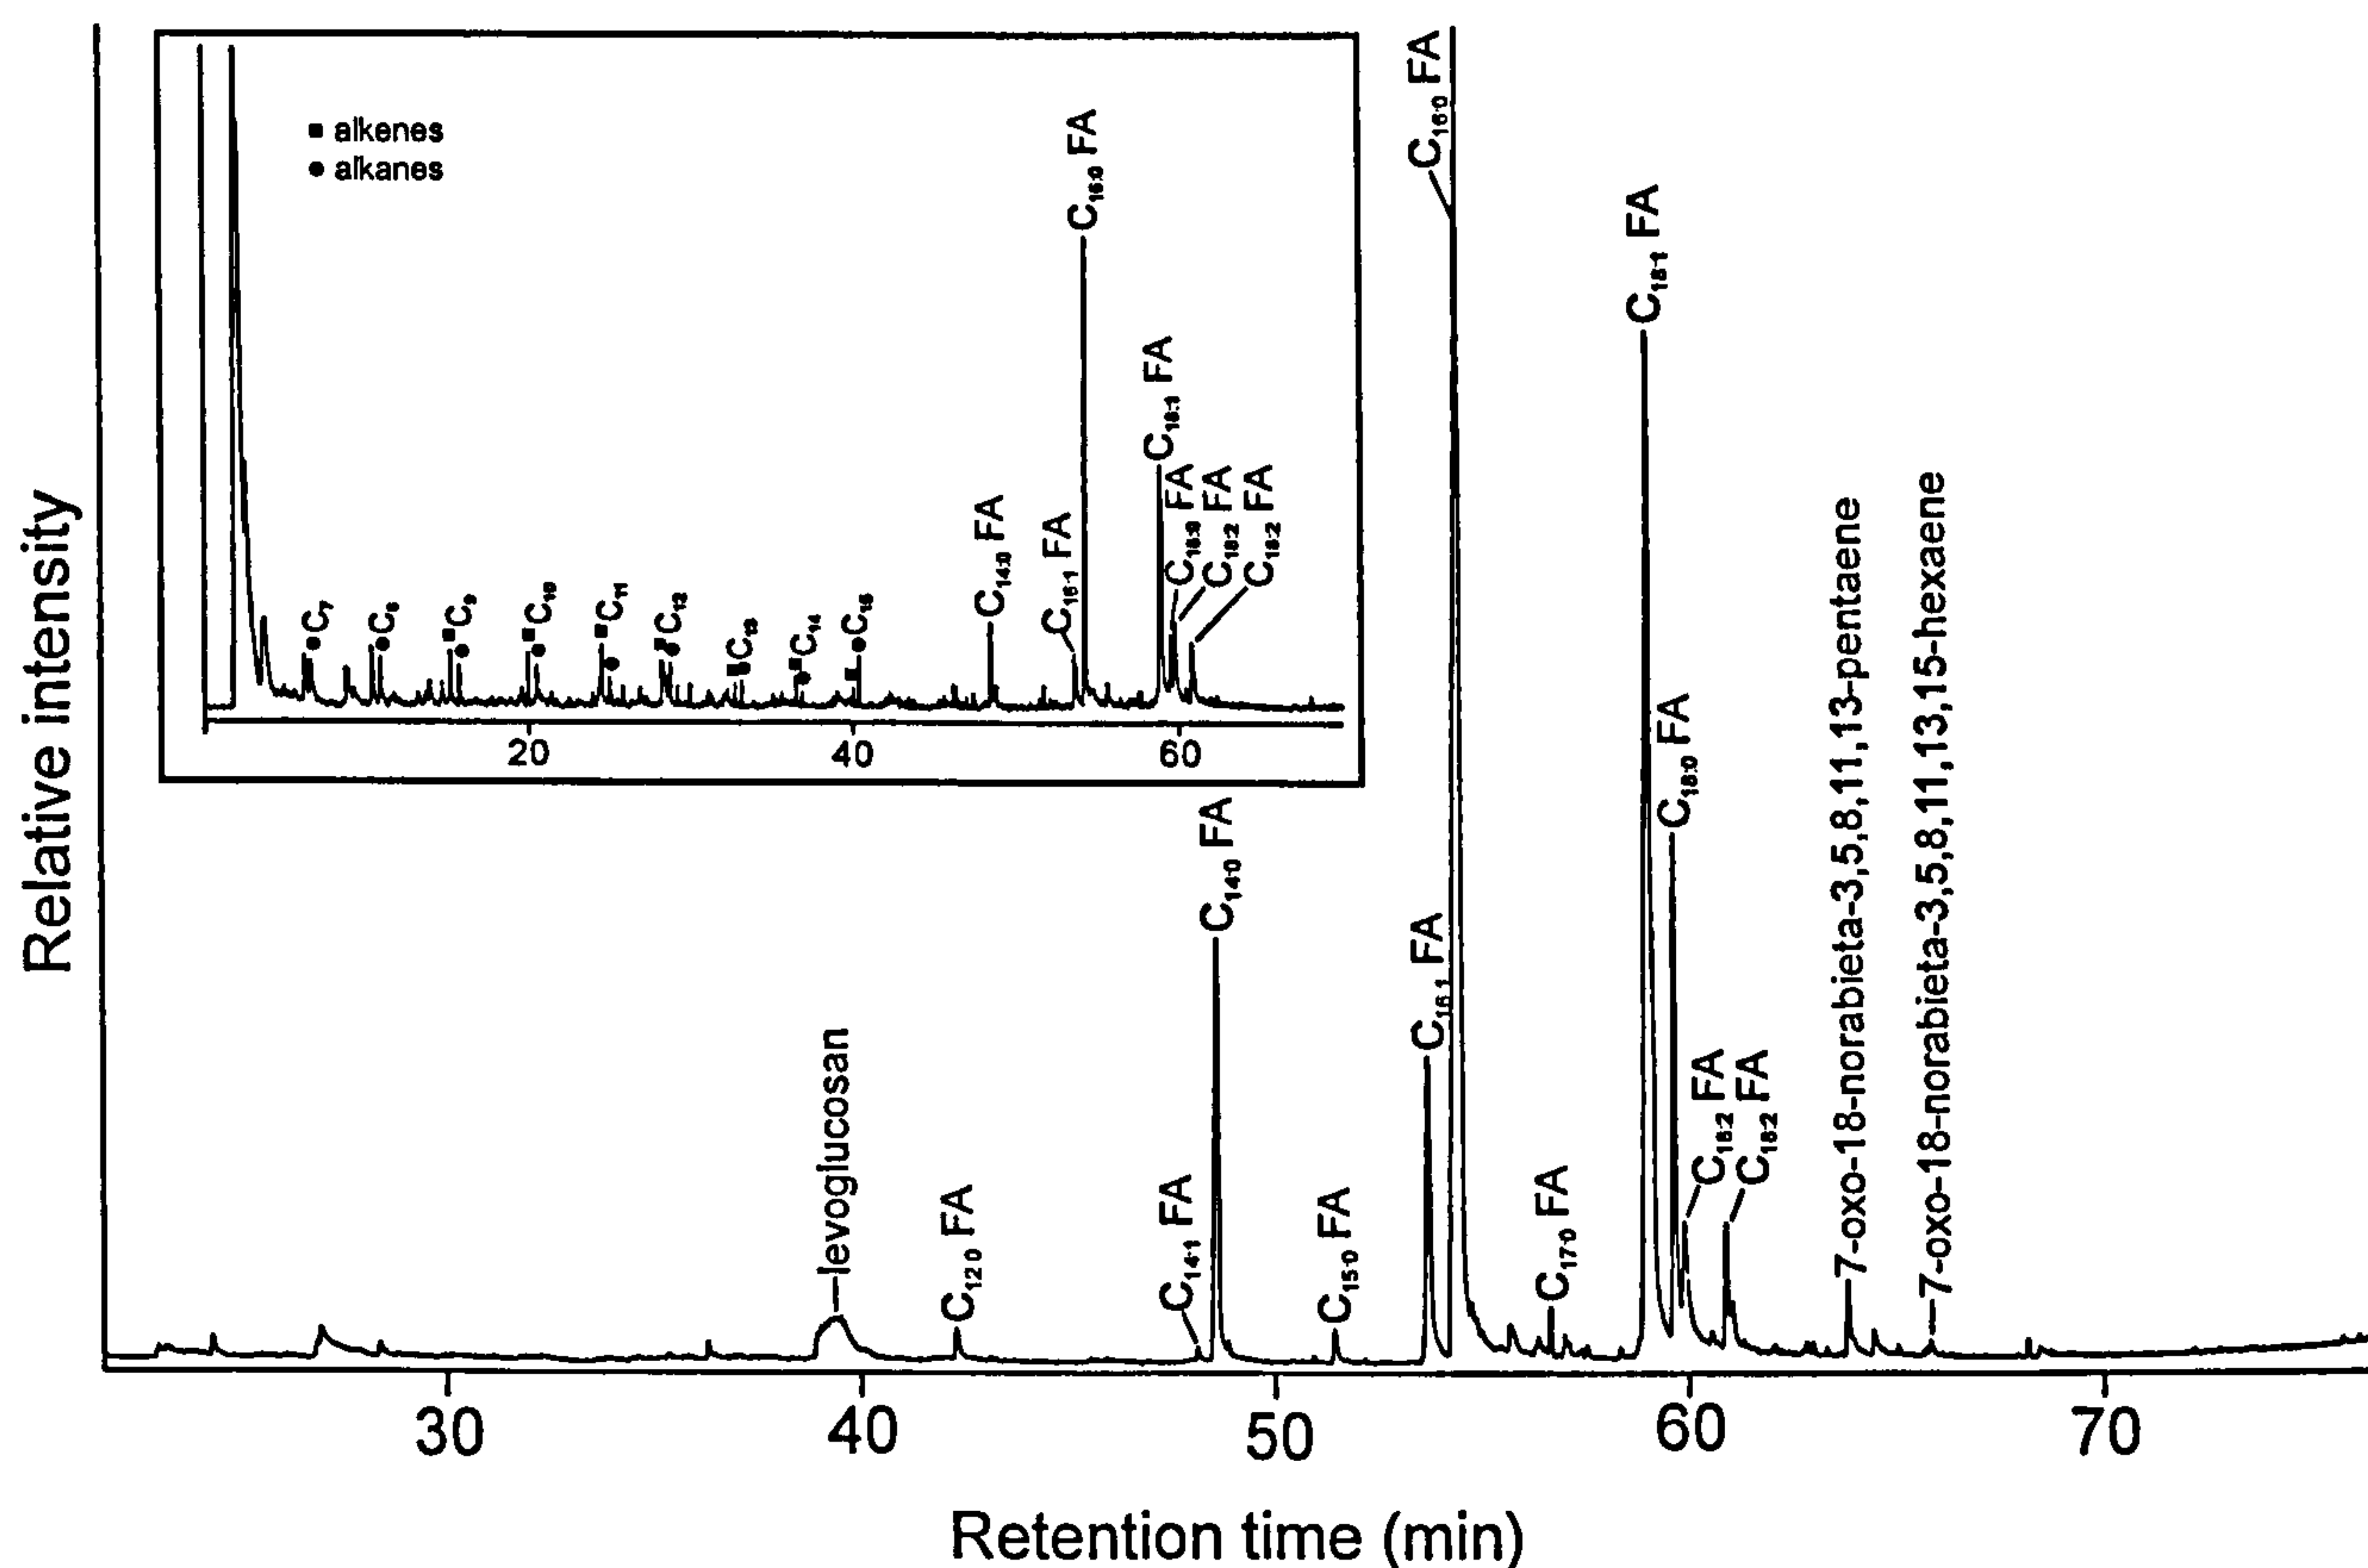 Relative intensity
■ alkenes
● alkanes
●C₇
●C₈
■C₉
●
■C₁₀
●
■C₁₁
●
■C₁₂
●
■C₁₃
●
■C₁₄
●
■●C₁₅
C₁₄:₀ FA
C₁₆:₁ FA
C₁₆:₀ FA
C₁₈:₁ FA
C₁₈:₀ FA
C₁₈:₂ FA
C₁₈:₂ FA
20
40
60
levoglucosan
C₁₂:₀ FA
C₁₄:₁ FA
C₁₄:₀ FA
C₁₅:₀ FA
C₁₆:₁ FA
C₁₆:₀ FA
C₁₇:₀ FA
C₁₈:₁ FA
C₁₈:₀ FA
C₁₈:₂ FA
C₁₈:₂ FA
7-oxo-18-norabieta-3,5,8,11,13-pentaene
7-oxo-18-norabieta-3,5,8,11,13,15-hexaene
30
40
50
60
70
Retention time (min)